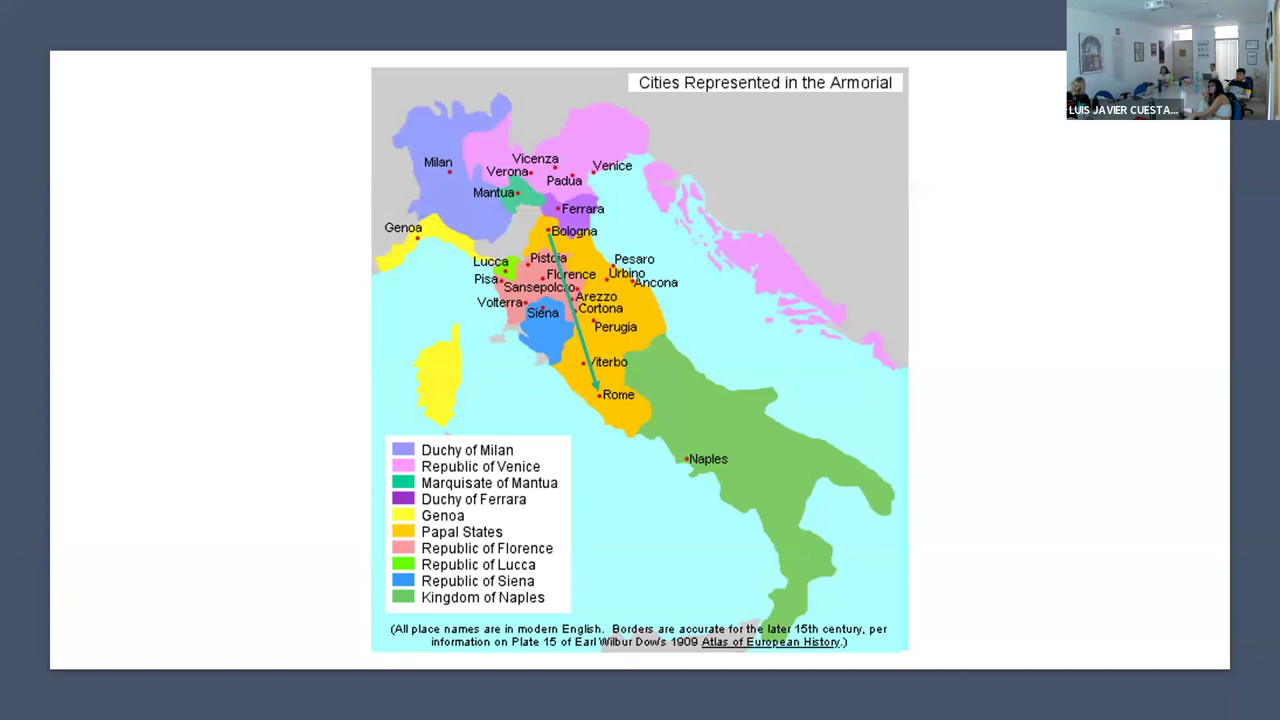 Cities Represented in the Armorial
LUIS JAVIER CUESTA...
Milan
Vicenza
Verona
Venice
Padua
Mantua
Ferrara
Genoa
Bologna
Lucca
Pistoia
Pesaro
Pisa
Florence
Urbino
Ancona
Sansepolcro
Arezzo
Volterra
Cortona
Siena
Perugia
Viterbo
Rome
Naples
Duchy of Milan
Republic of Venice
Marquisate of Mantua
Duchy of Ferrara
Genoa
Papal States
Republic of Florence
Republic of Lucca
Republic of Siena
Kingdom of Naples
(All place names are in modern English. Borders are accurate for the later 15th century, per
information on Plate 15 of Earl Wilbur Dow's 1909 Atlas of European History.)